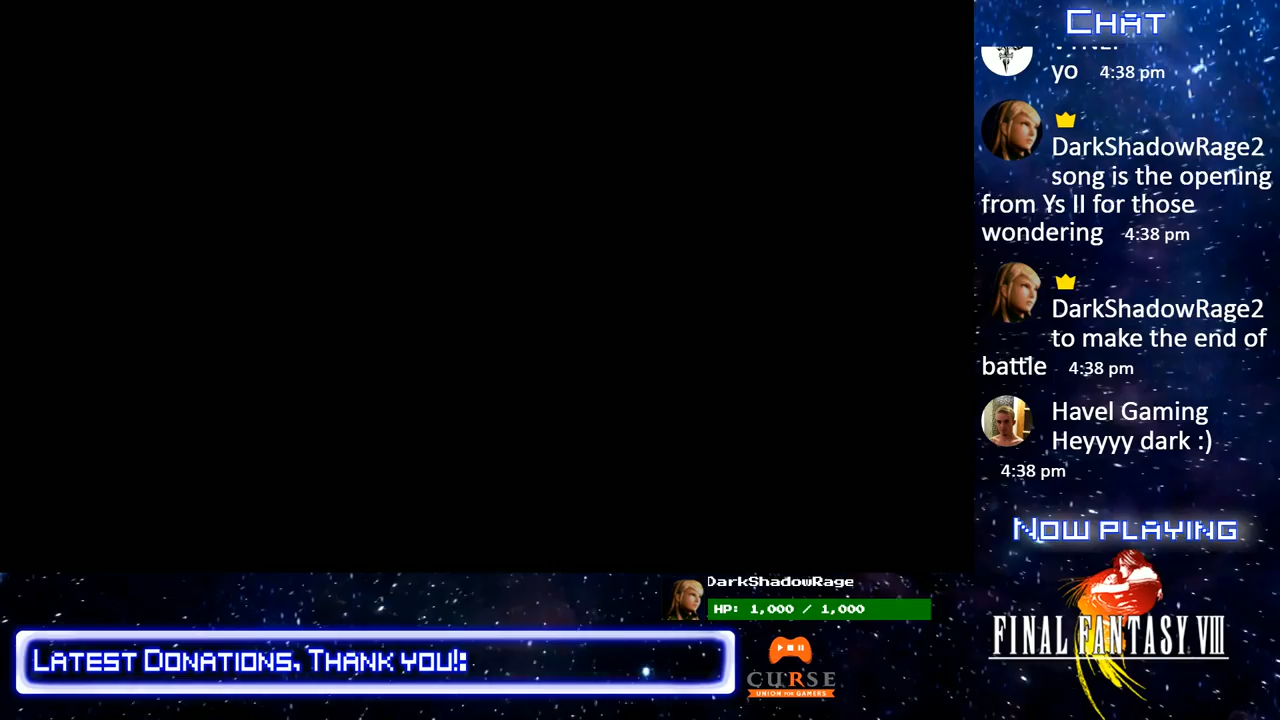 CHAT
yo 4:38 pm
DarkShadowRage2
song is the opening
from Ys II for those
wondering 4:38 pm
DarkShadowRage2
to make the end of
battle 4:38 pm
Havel Gaming
Heyyyy dark :)
4:38 pm
NOW PLAYING
FINAL FANTASY VIII
DarkShadowRage
HP: 1,000 / 1,000
LATEST DONATIONS, THANK YOU!:
CURSE
UNION FOR GAMERS